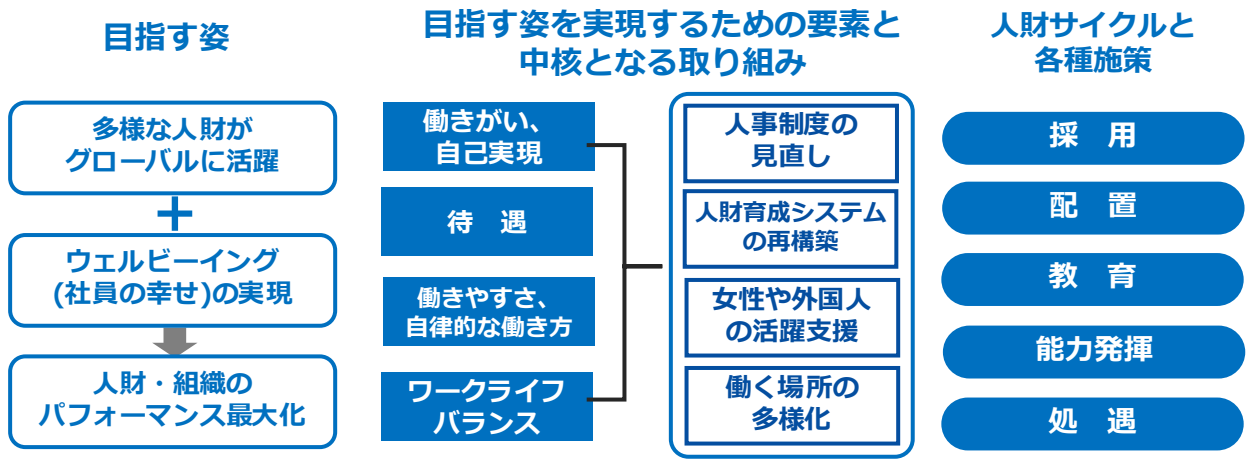 目指す姿
多様な人財が
グローバルに活躍
+
ウェルビーイング
(社員の幸せ)の実現
人財・組織の
パフォーマンス最大化
目指す姿を実現するための要素と
中核となる取り組み
働きがい、
自己実現
待　遇
働きやすさ、
自律的な働き方
ワークライフ
バランス
人事制度の
見直し
人財育成システム
の再構築
女性や外国人
の活躍支援
働く場所の
多様化
人財サイクルと
各種施策
採　用
配　置
教　育
能力発揮
処　遇